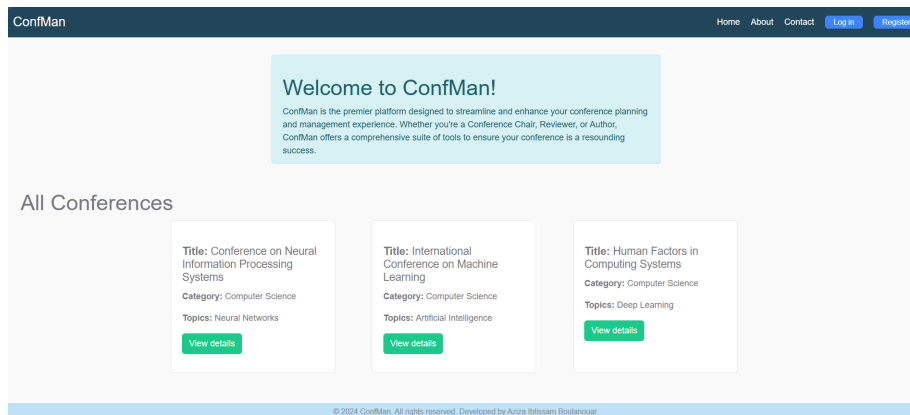 ConfMan
Home About Contact Log in Register
Welcome to ConfMan!
ConfMan is the premier platform designed to streamline and enhance your conference planning
and management experience. Whether you're a Conference Chair, Reviewer, or Author,
ConfMan offers a comprehensive suite of tools to ensure your conference is a resounding
success.
All Conferences
Title: Conference on Neural
Information Processing
Systems
Category: Computer Science
Topics: Neural Networks
View details
Title: International
Conference on Machine
Learning
Category: Computer Science
Topics: Artificial Intelligence
View details
Title: Human Factors in
Computing Systems
Category: Computer Science
Topics: Deep Learning
View details
© 2024 ConfMan. All rights reserved. Developed by Aziza Ibtissam Boulanouar.